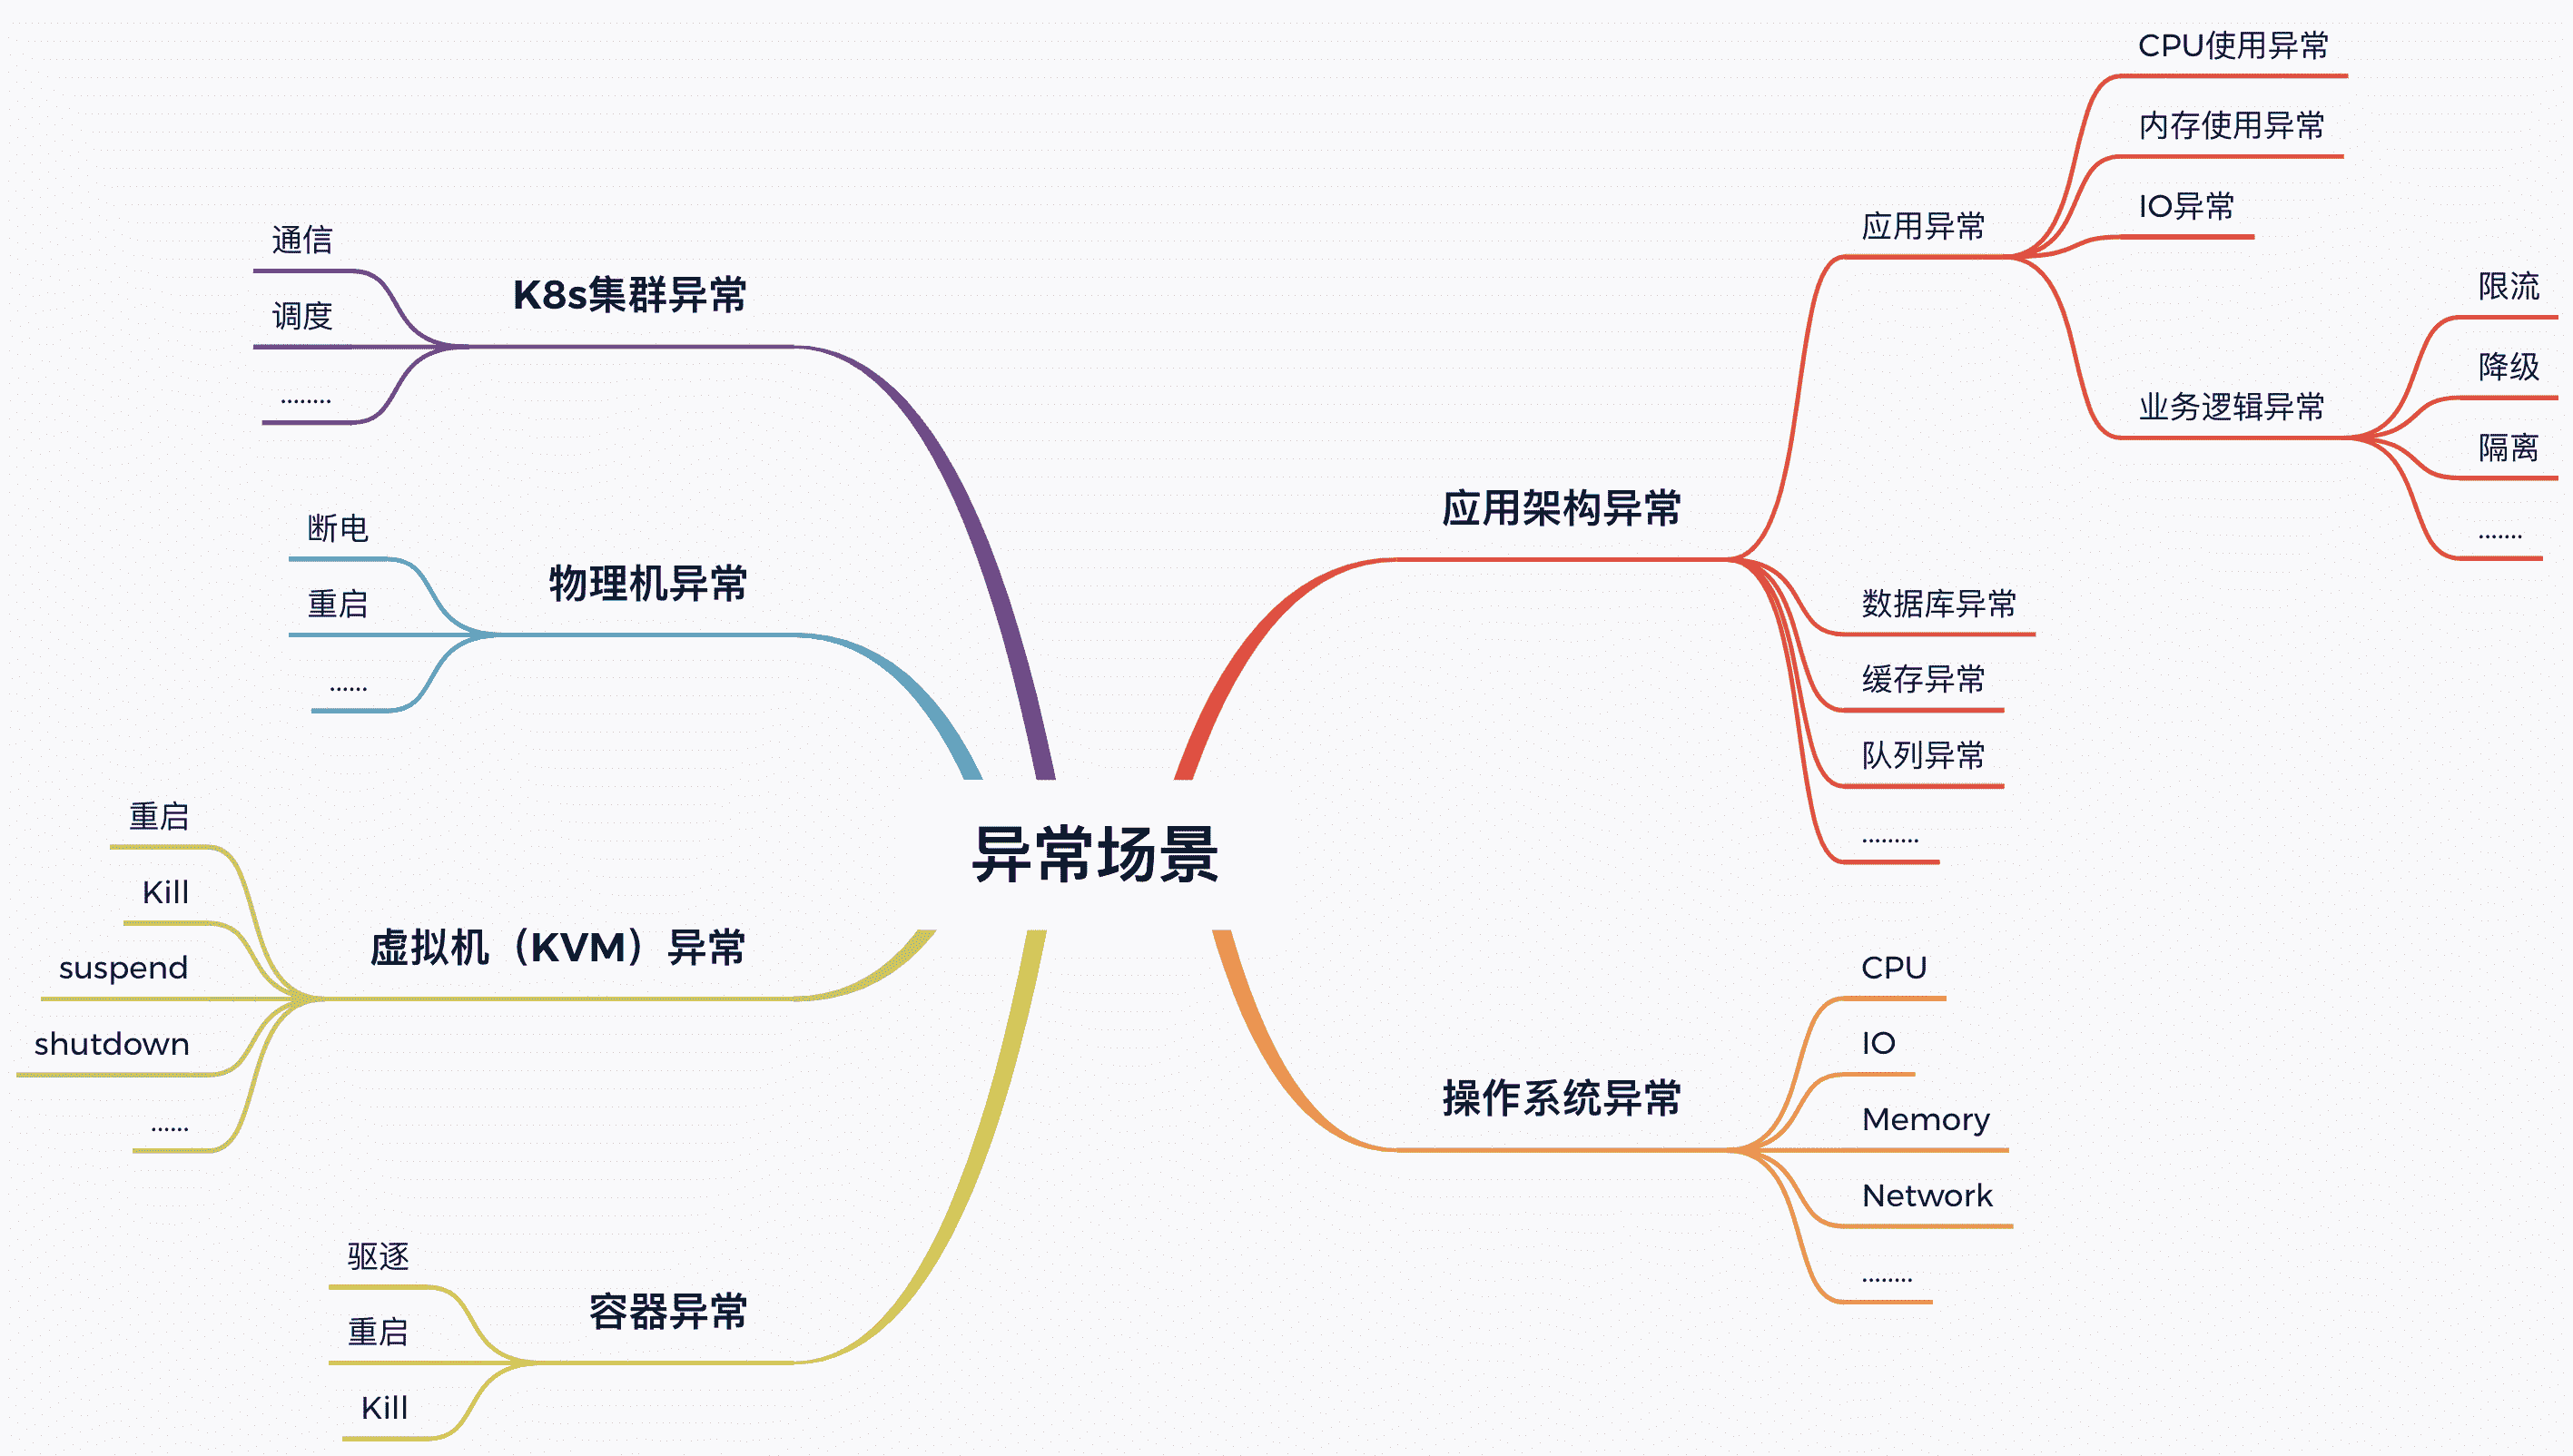 异常场景
应用架构异常
应用异常
CPU使用异常
内存使用异常
IO异常
业务逻辑异常
限流
降级
隔离
.......
数据库异常
缓存异常
队列异常
.........
操作系统异常
CPU
IO
Memory
Network
........
K8s集群异常
通信
调度
........
物理机异常
断电
重启
......
虚拟机（KVM）异常
重启
Kill
suspend
shutdown
......
容器异常
驱逐
重启
Kill